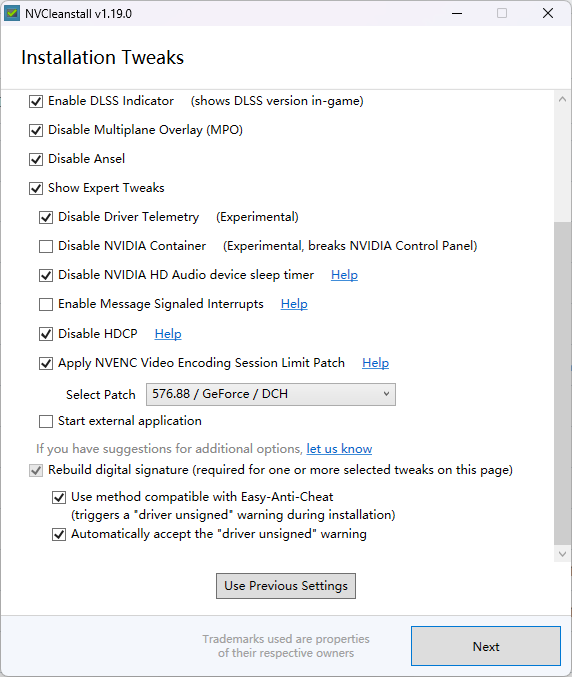 NVCleanstall v1.19.0
Installation Tweaks
Enable DLSS Indicator (shows DLSS version in-game)
Disable Multiplane Overlay (MPO)
Disable Ansel
Show Expert Tweaks
Disable Driver Telemetry (Experimental)
Disable NVIDIA Container (Experimental, breaks NVIDIA Control Panel)
Disable NVIDIA HD Audio device sleep timer Help
Enable Message Signaled Interrupts Help
Disable HDCP Help
Apply NVENC Video Encoding Session Limit Patch Help
Select Patch 576.88 / GeForce / DCH
Start external application
If you have suggestions for additional options, let us know
Rebuild digital signature (required for one or more selected tweaks on this page)
Use method compatible with Easy-Anti-Cheat
(triggers a "driver unsigned" warning during installation)
Automatically accept the "driver unsigned" warning
Use Previous Settings
Trademarks used are properties
of their respective owners
Next